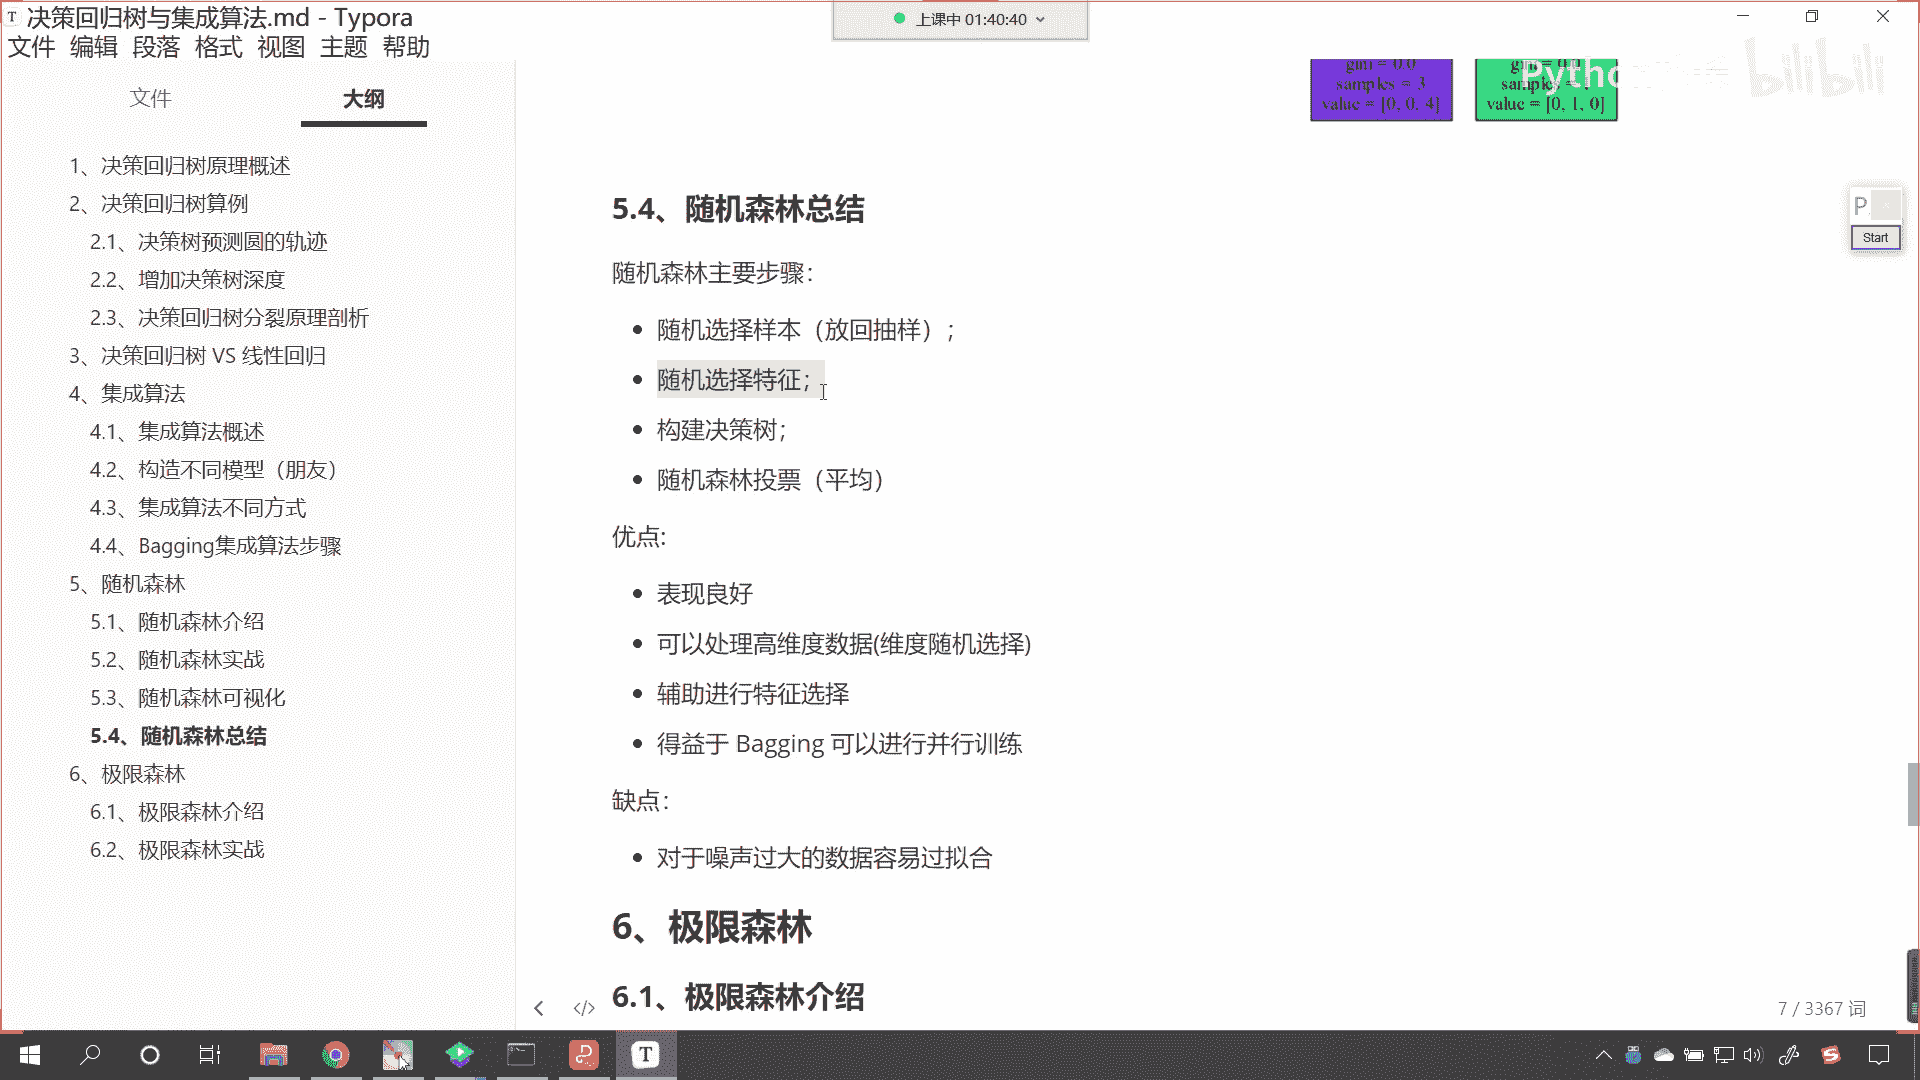 决策回归树与集成算法.md - Typora
上课中 01:40:40
文件 编辑 段落 格式 视图 主题 帮助
文件
大纲
1、决策回归树原理概述
2、决策回归树算例
2.1、决策树预测圆的轨迹
2.2、增加决策树深度
2.3、决策回归树分裂原理剖析
3、决策回归树 VS 线性回归
4、集成算法
4.1、集成算法概述
4.2、构造不同模型（朋友）
4.3、集成算法不同方式
4.4、Bagging集成算法步骤
5、随机森林
5.1、随机森林介绍
5.2、随机森林实战
5.3、随机森林可视化
5.4、随机森林总结
6、极限森林
6.1、极限森林介绍
6.2、极限森林实战
gini = 0.0
samples = 3
value = [0, 0, 4]
gini = 0.0
samples =
value = [0, 1, 0]
bilibili
P
Start
5.4、随机森林总结
随机森林主要步骤：
随机选择样本（放回抽样）；
随机选择特征；
构建决策树；
随机森林投票（平均）
优点:
表现良好
可以处理高维度数据(维度随机选择)
辅助进行特征选择
得益于 Bagging 可以进行并行训练
缺点：
对于噪声过大的数据容易过拟合
6、极限森林
6.1、极限森林介绍
7 / 3367 词